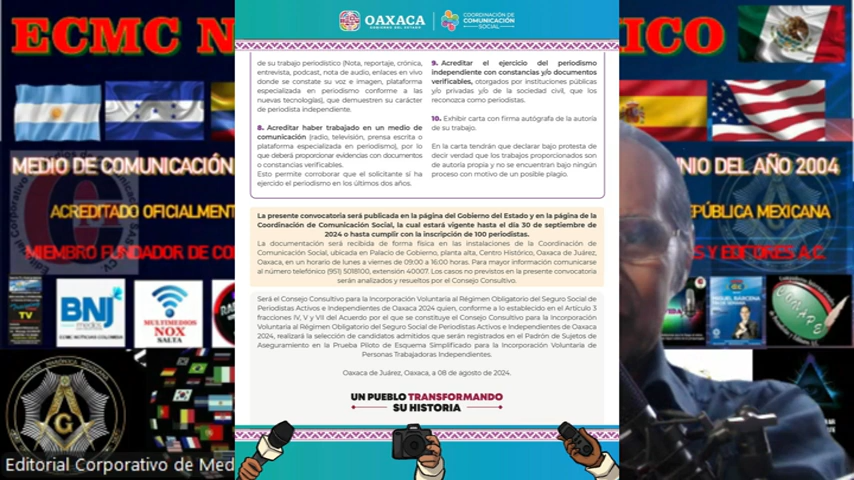 ECMC N
ICO
OAXACA
GOBIERNO DEL ESTADO
COORDINACIÓN DE
COMUNICACIÓN
SOCIAL
de su trabajo periodístico (Nota, reportaje, crónica,
entrevista, podcast, nota de audio, enlaces en vivo
donde se constate su voz e imagen, plataforma
especializada en periodismo conforme a las
nuevas tecnologías), que demuestren su carácter
de periodista independiente.
8. Acreditar haber trabajado en un medio de
comunicación (radio, televisión, prensa escrita o
plataforma especializada en periodismo), por lo
que deberá proporcionar evidencias con documentos
o constancias verificables.
Esto permite corroborar que el solicitante si ha
ejercido el periodismo en los últimos dos años.
9. Acreditar el ejercicio del periodismo
independiente con constancias y/o documentos
verificables, otorgados por instituciones públicas
y/o privadas y/o de la sociedad civil, que los
reconozca como periodistas.
10. Exhibir carta con firma autógrafa de la autoría
de su trabajo.
En la carta tendrán que declarar bajo protesta de
decir verdad que los trabajos proporcionados son
de autoría propia y no se encuentran bajo ningún
proceso con motivo de un posible plagio.
La presente convocatoria será publicada en la página del Gobierno del Estado y en la página de la
Coordinación de Comunicación Social, la cual estará vigente hasta el día 30 de septiembre de
2024 o hasta cumplir con la inscripción de 100 periodistas.
La documentación será recibida de forma física en las instalaciones de la Coordinación de
Comunicación Social, ubicada en Palacio de Gobierno, planta alta, Centro Histórico, Oaxaca de Juárez,
Oaxaca, en un horario de lunes a viernes de 09:00 a 16:00 horas. Para mayor información comunicarse
al número telefónico (951) 5018100, extensión 40007. Los casos no previstos en la presente convocatoria
serán analizados y resueltos por el Consejo Consultivo.
Será el Consejo Consultivo para la Incorporación Voluntaria al Régimen Obligatorio del Seguro Social de
Periodistas Activos e Independientes de Oaxaca 2024 quien, conforme a lo establecido en el Artículo 3
fracciones IV, V y VII del Acuerdo por el que se constituye el Consejo Consultivo para la Incorporación
Voluntaria al Régimen Obligatorio del Seguro Social de Periodistas Activos e Independientes de Oaxaca
2024, realizará la selección de candidatos admitidos que serán registrados en el Padrón de Sujetos de
Aseguramiento en la Prueba Piloto de Esquema Simplificado para la Incorporación Voluntaria de
Personas Trabajadoras Independientes.
Oaxaca de Juárez, Oaxaca, a 08 de agosto de 2024.
UN PUEBLO TRANSFORMANDO
SU HISTORIA
MEDIO DE COMUNICACIÓN
NIO DEL AÑO 2004
ACREDITADO OFICIALMENT
EPÚBLICA MEXICANA
MIEMBRO FUNDADOR DE CO
S Y EDITORES A.C.
TV
BNJ
MULTIMEDIOS
NOX
SALTA
MIGUEL BARCENA
G
Editorial Corporativo de Med